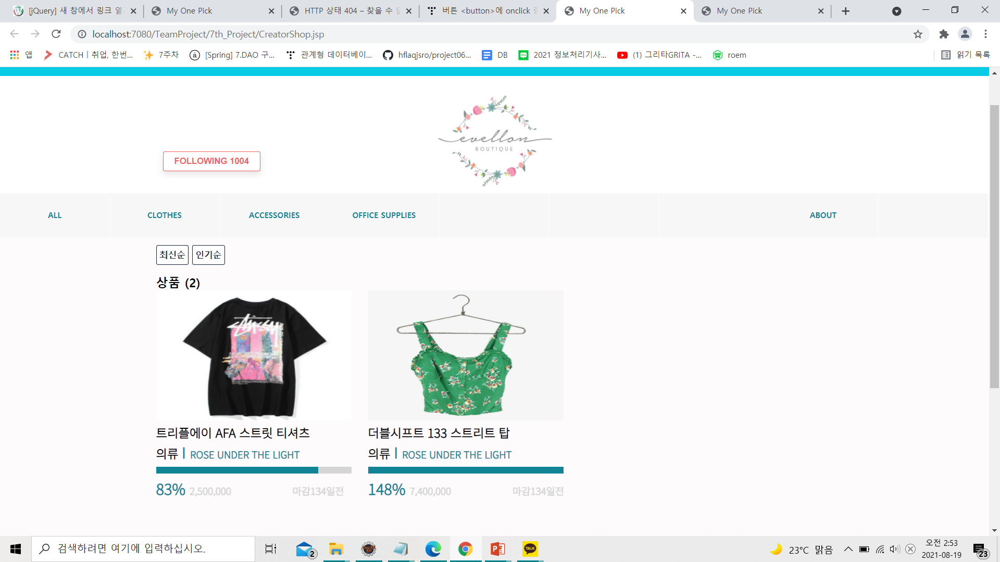 [jQuery] 새 창에서 링크 열
My One Pick
HTTP 상태 404 – 찾을 수
버튼 <button>에 onclick
My One Pick
My One Pick
localhost:7080/TeamProject/7th_Project/CreatorShop.jsp
앱
CATCH | 취업, 한번...
7주차
[Spring] 7.DAO 구...
관계형 데이터베이...
hflaqjsro/project06...
DB
2021 정보처리기사...
(1) 그리타GRITA -...
roem
읽기 목록
evellon
BOUTIQUE
FOLLOWING 1004
ALL
CLOTHES
ACCESSORIES
OFFICE SUPPLIES
ABOUT
최신순
인기순
상품 (2)
트리플에이 AFA 스트릿 티셔츠
의류 | ROSE UNDER THE LIGHT
83% 2,500,000 마감134일전
더블시프트 133 스트리트 탑
의류 | ROSE UNDER THE LIGHT
148% 7,400,000 마감134일전
검색하려면 여기에 입력하십시오.
2
TALK
23°C 맑음
오전 2:53
2021-08-19
23